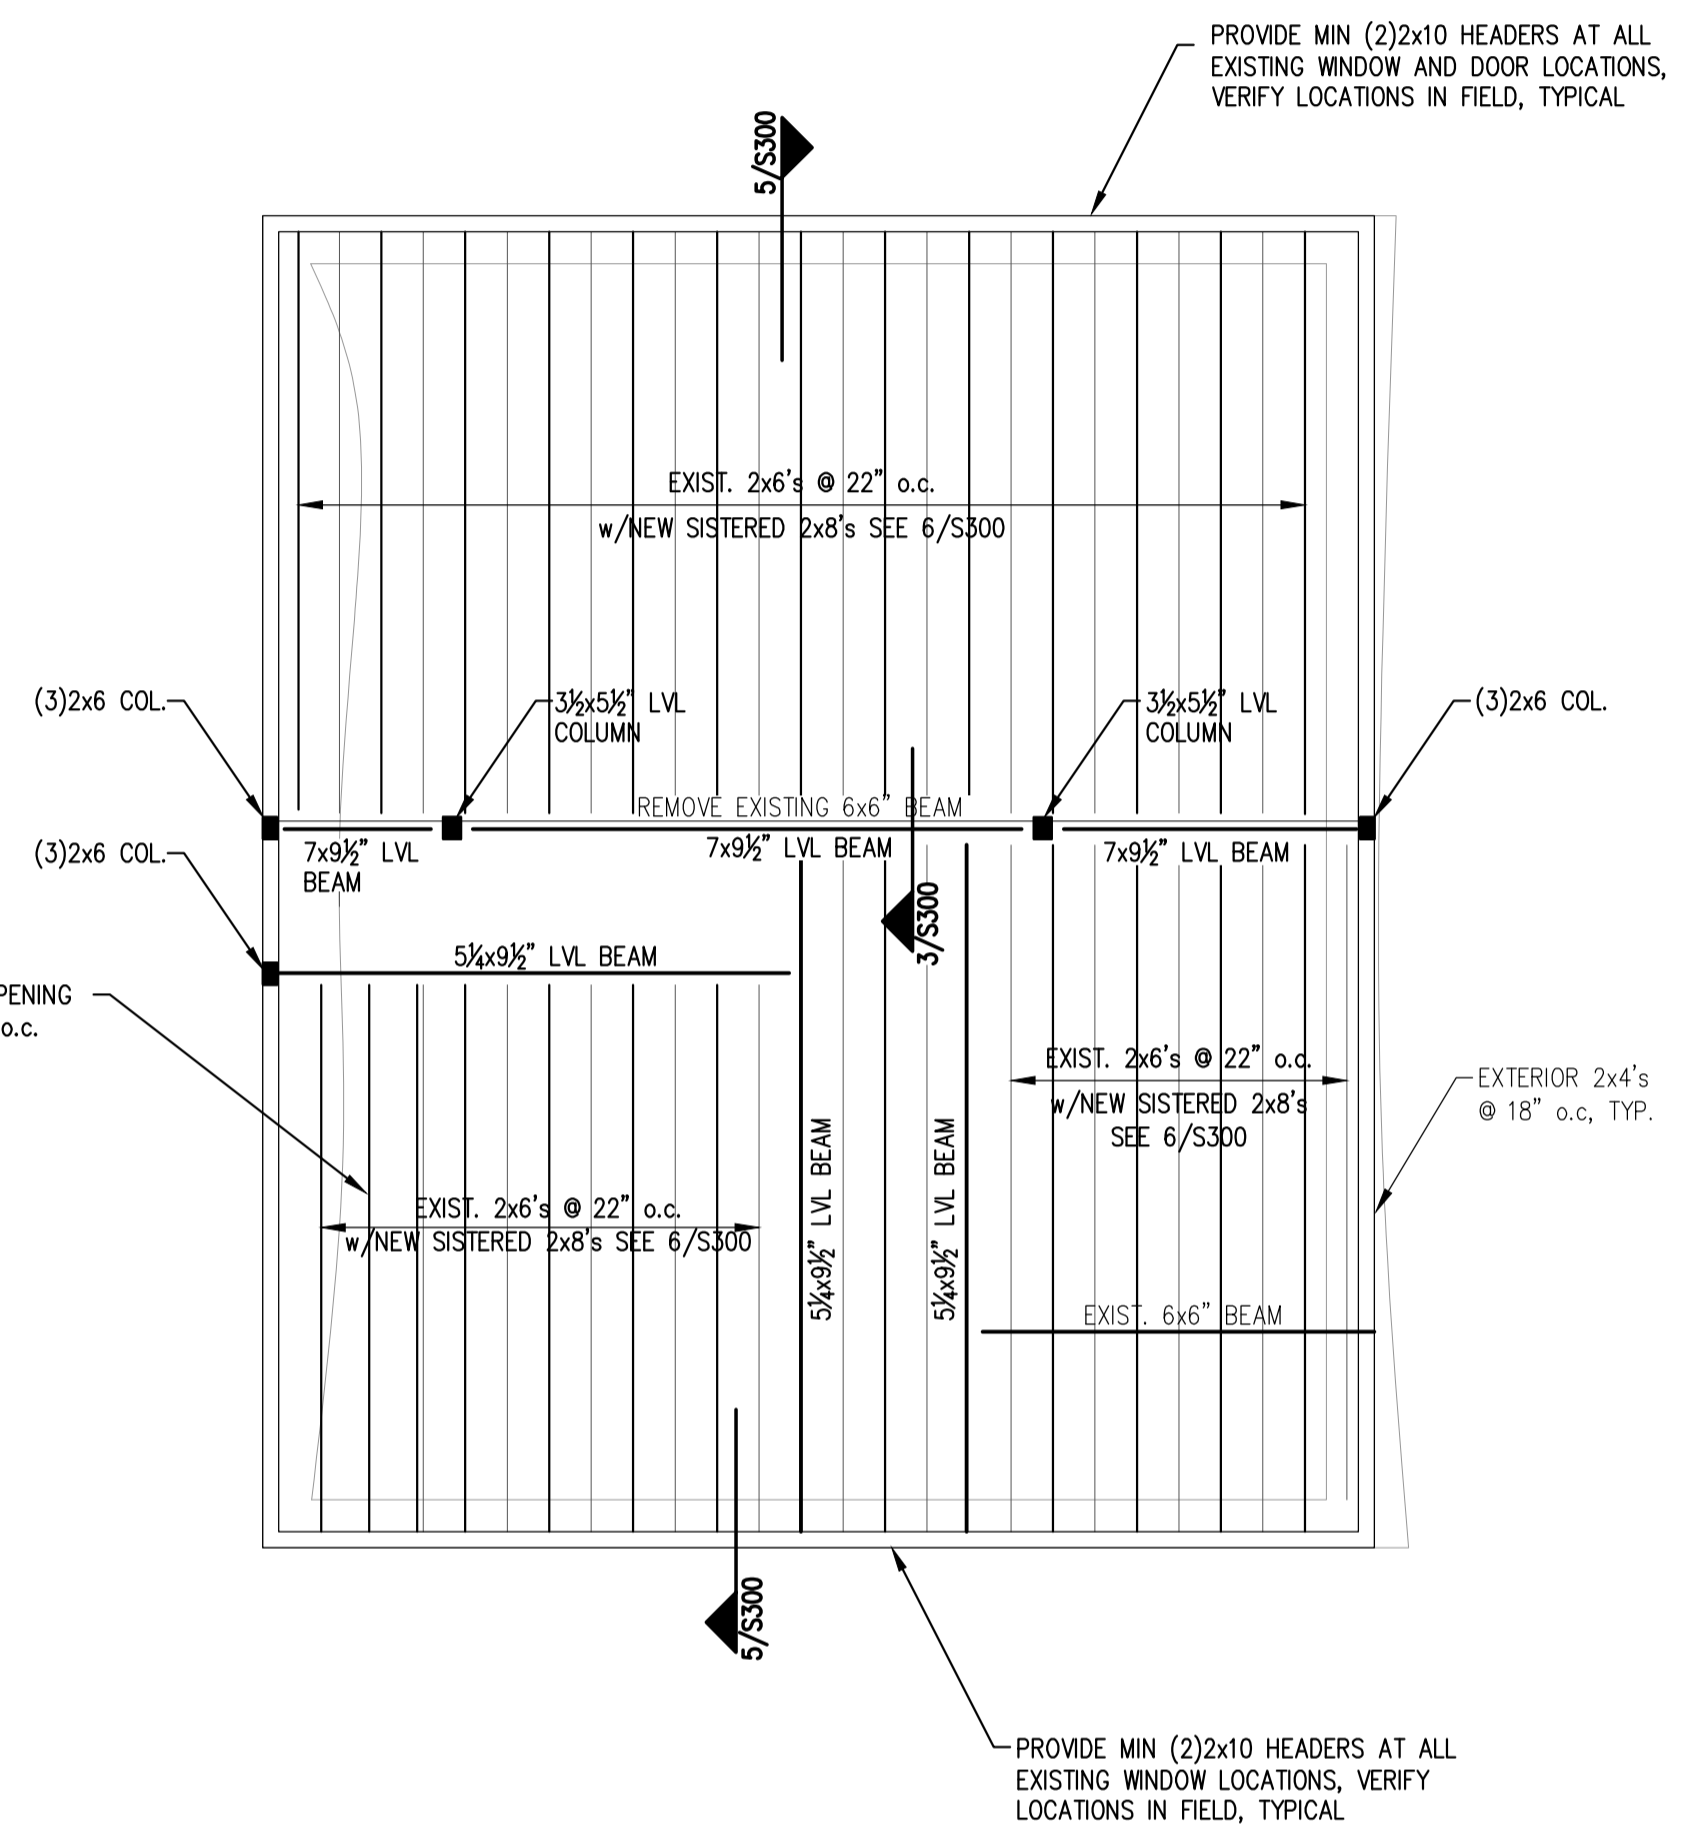 PROVIDE MIN (2)2x10 HEADERS AT ALL
EXISTING WINDOW AND DOOR LOCATIONS,
VERIFY LOCATIONS IN FIELD, TYPICAL
5/S300
EXIST. 2x6's @ 22" o.c.
w/NEW SISTERED 2x8's SEE 6/S300
(3)2x6 COL.
3½x5½" LVL
COLUMN
3½x5½" LVL
COLUMN
(3)2x6 COL.
REMOVE EXISTING 6x6" BEAM
(3)2x6 COL.
7x9½" LVL
BEAM
7x9½" LVL BEAM
7x9½" LVL BEAM
3/S300
5¼x9½" LVL BEAM
PENING
o.c.
EXIST. 2x6's @ 22" o.c.
w/NEW SISTERED 2x8's
SEE 6/S300
EXTERIOR 2x4's
@ 18" o.c, TYP.
5¼x9½" LVL BEAM
5¼x9½" LVL BEAM
EXIST. 2x6's @ 22" o.c.
w/NEW SISTERED 2x8's SEE 6/S300
EXIST. 6x6" BEAM
5/S300
PROVIDE MIN (2)2x10 HEADERS AT ALL
EXISTING WINDOW LOCATIONS, VERIFY
LOCATIONS IN FIELD, TYPICAL